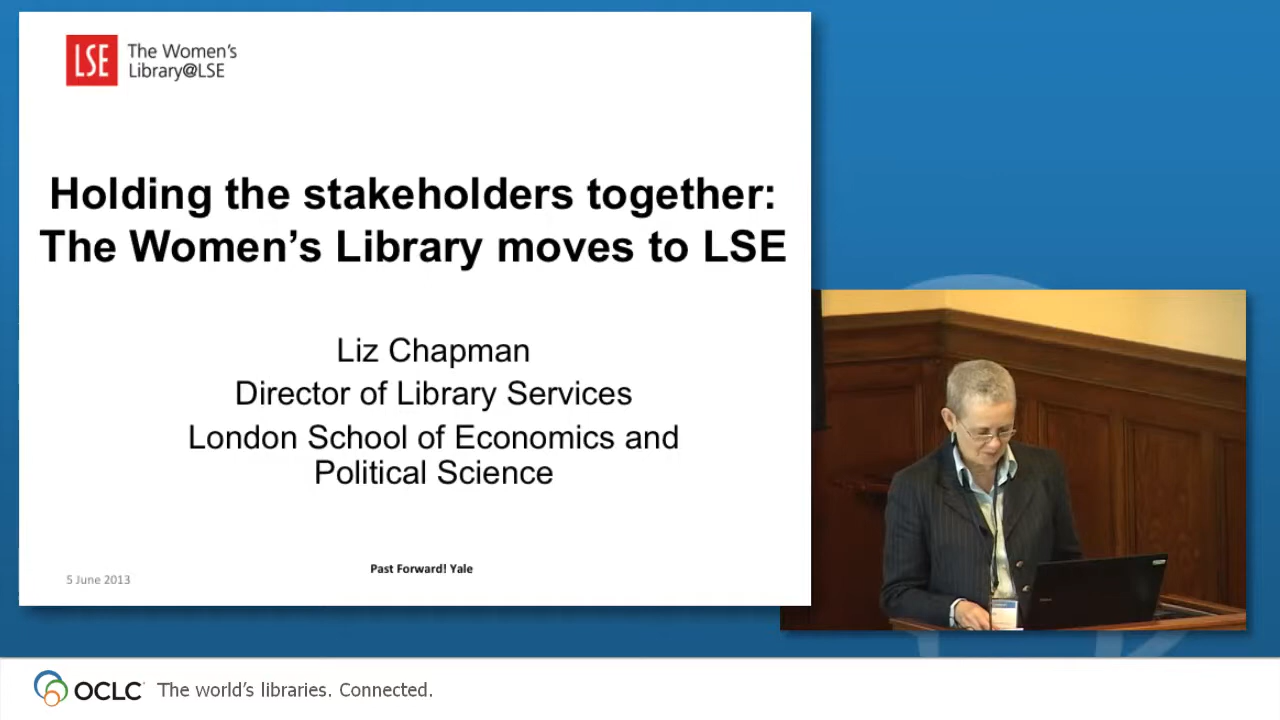 LSE The Women's
Library@LSE
Holding the stakeholders together:
The Women’s Library moves to LSE
Liz Chapman
Director of Library Services
London School of Economics and
Political Science
5 June 2013
Past Forward! Yale
OCLC The world’s libraries. Connected.